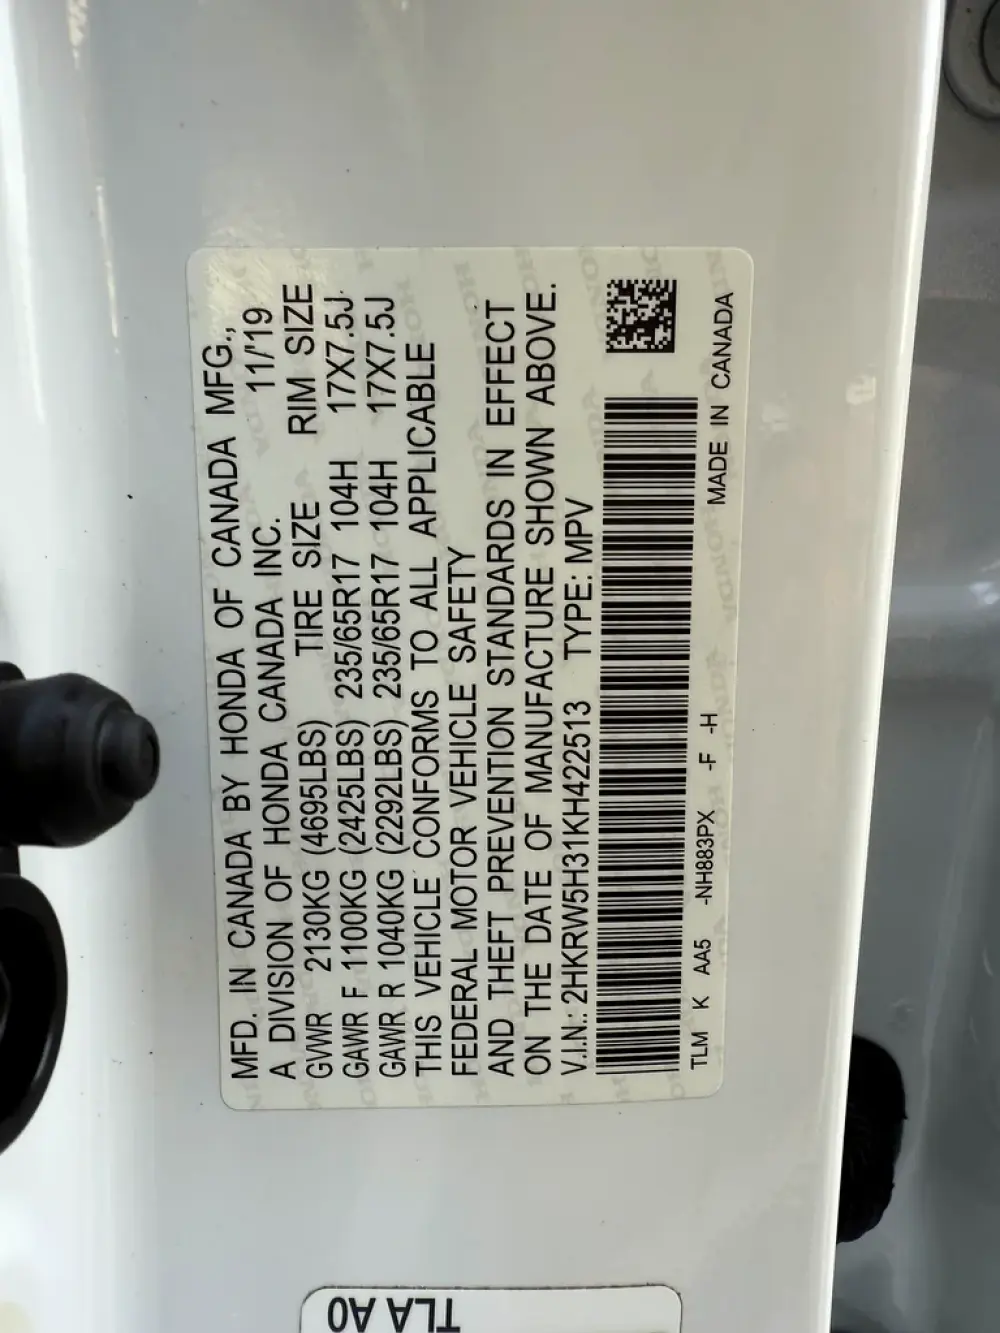 MFD. IN CANADA BY HONDA OF CANADA MFG.,
A DIVISION OF HONDA CANADA INC. 11/'19
GVWR 2130KG (4695LBS) TIRE SIZE RIM SIZE
GAWR F 1100KG (2425LBS) 235/65R17 104H 17X7.5J
GAWR R 1040KG (2292LBS) 235/65R17 104H 17X7.5J
THIS VEHICLE CONFORMS TO ALL APPLICABLE
FEDERAL MOTOR VEHICLE SAFETY
AND THEFT PREVENTION STANDARDS IN EFFECT
ON THE DATE OF MANUFACTURE SHOWN ABOVE.
V.I.N.: 2HKRW5H31KH422513 TYPE: MPV
TLM K AA5 -NH883PX -F -H MADE IN CANADA
TLA A0